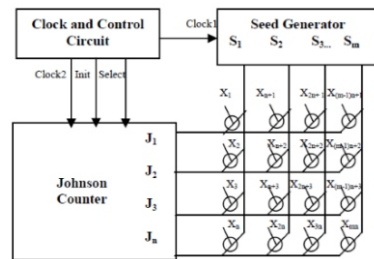 Clock and Control Circuit
Clock1
Seed Generator
S1 S2 S3... Sm
Clock2 Init Select
X1 Xn+1 X2n+1 X(m-1)n+1
J1
X2 Xn+2 X2n+2 X(m-1)n+2
J2
Johnson Counter
X3 Xn+3 X2n+3 X(m-1)n+3
J3
Xn X2n X3n Xmn
Jn